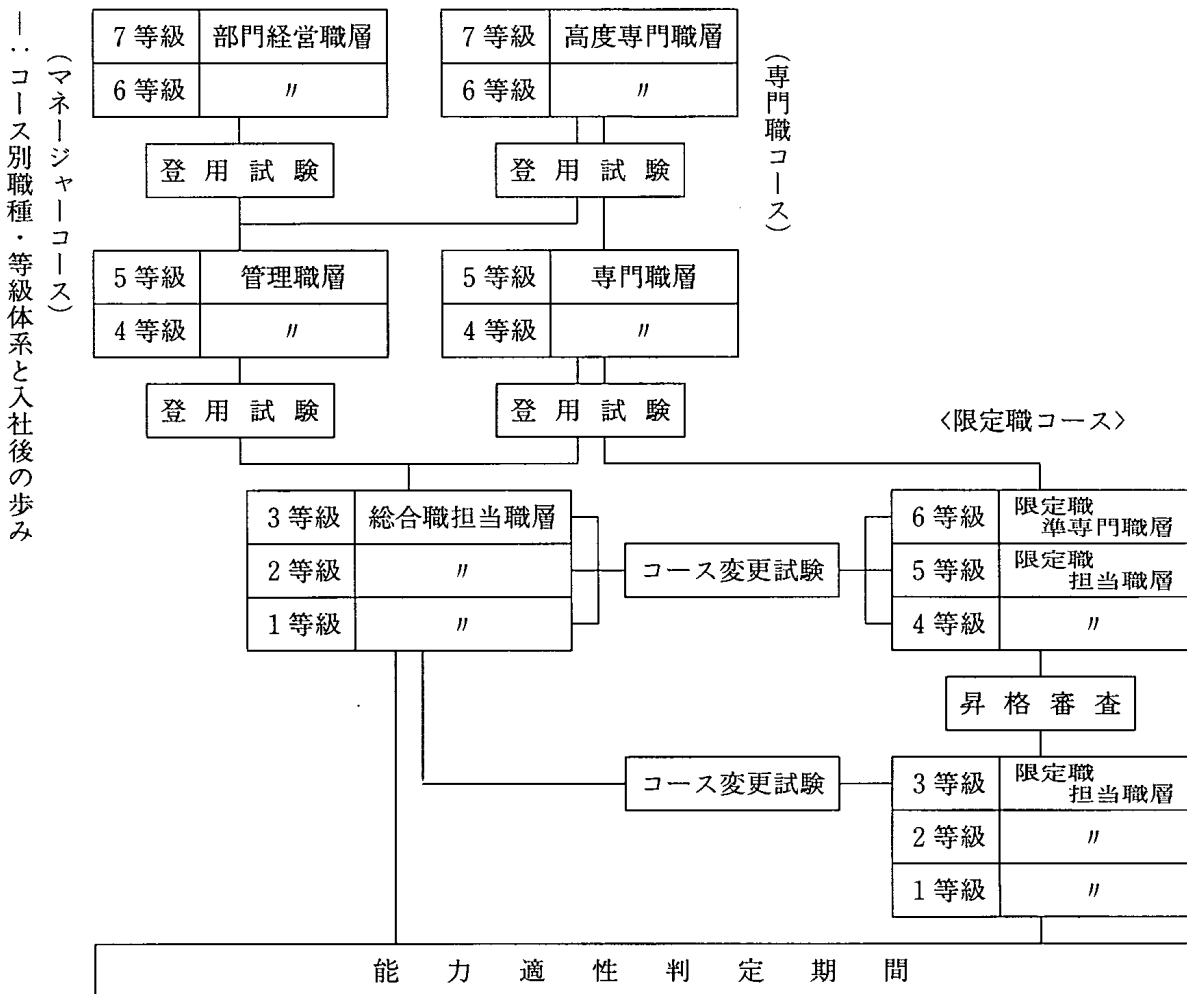 ―：コース別職種・等級体系と入社後の歩み
（マネージャーコース）
7等級 部門経営職層
6等級 〃
登用試験
5等級 管理職層
4等級 〃
登用試験
（専門職コース）
7等級 高度専門職層
6等級 〃
登用試験
5等級 専門職層
4等級 〃
登用試験
3等級 総合職担当職層
2等級 〃
1等級 〃
コース変更試験
コース変更試験
〈限定職コース〉
6等級 限定職
準専門職層
5等級 限定職
担当職層
4等級 〃
昇格審査
3等級 限定職
担当職層
2等級 〃
1等級 〃
能力適性判定期間